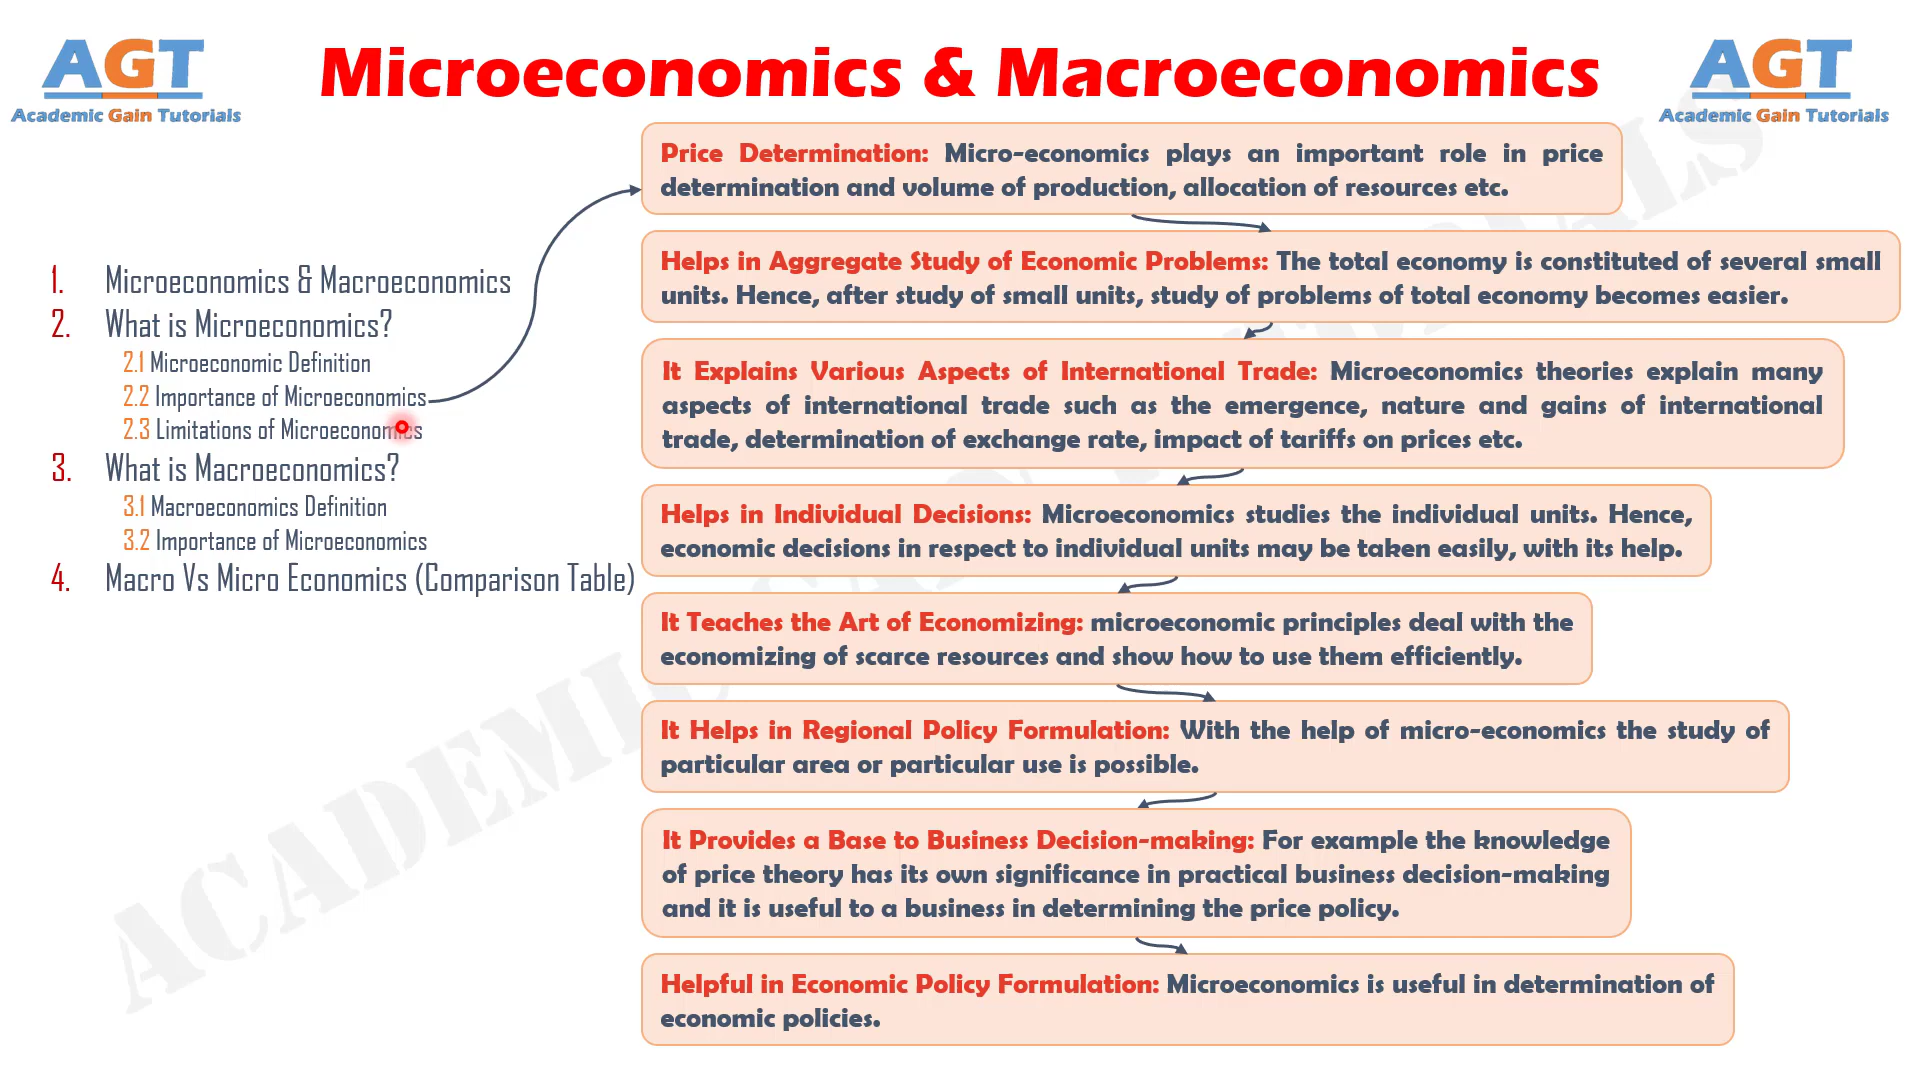 AGT
Academic Gain Tutorials
Microeconomics & Macroeconomics
AGT
Academic Gain Tutorials
1. Microeconomics & Macroeconomics
2. What is Microeconomics?
2.1 Microeconomic Definition
2.2 Importance of Microeconomics
2.3 Limitations of Microeconomics
3. What is Macroeconomics?
3.1 Macroeconomics Definition
3.2 Importance of Microeconomics
4. Macro Vs Micro Economics (Comparison Table)
Price Determination: Micro-economics plays an important role in price
determination and volume of production, allocation of resources etc.
Helps in Aggregate Study of Economic Problems: The total economy is constituted of several small
units. Hence, after study of small units, study of problems of total economy becomes easier.
It Explains Various Aspects of International Trade: Microeconomics theories explain many
aspects of international trade such as the emergence, nature and gains of international
trade, determination of exchange rate, impact of tariffs on prices etc.
Helps in Individual Decisions: Microeconomics studies the individual units. Hence,
economic decisions in respect to individual units may be taken easily, with its help.
It Teaches the Art of Economizing: microeconomic principles deal with the
economizing of scarce resources and show how to use them efficiently.
It Helps in Regional Policy Formulation: With the help of micro-economics the study of
particular area or particular use is possible.
It Provides a Base to Business Decision-making: For example the knowledge
of price theory has its own significance in practical business decision-making
and it is useful to a business in determining the price policy.
Helpful in Economic Policy Formulation: Microeconomics is useful in determination of
economic policies.